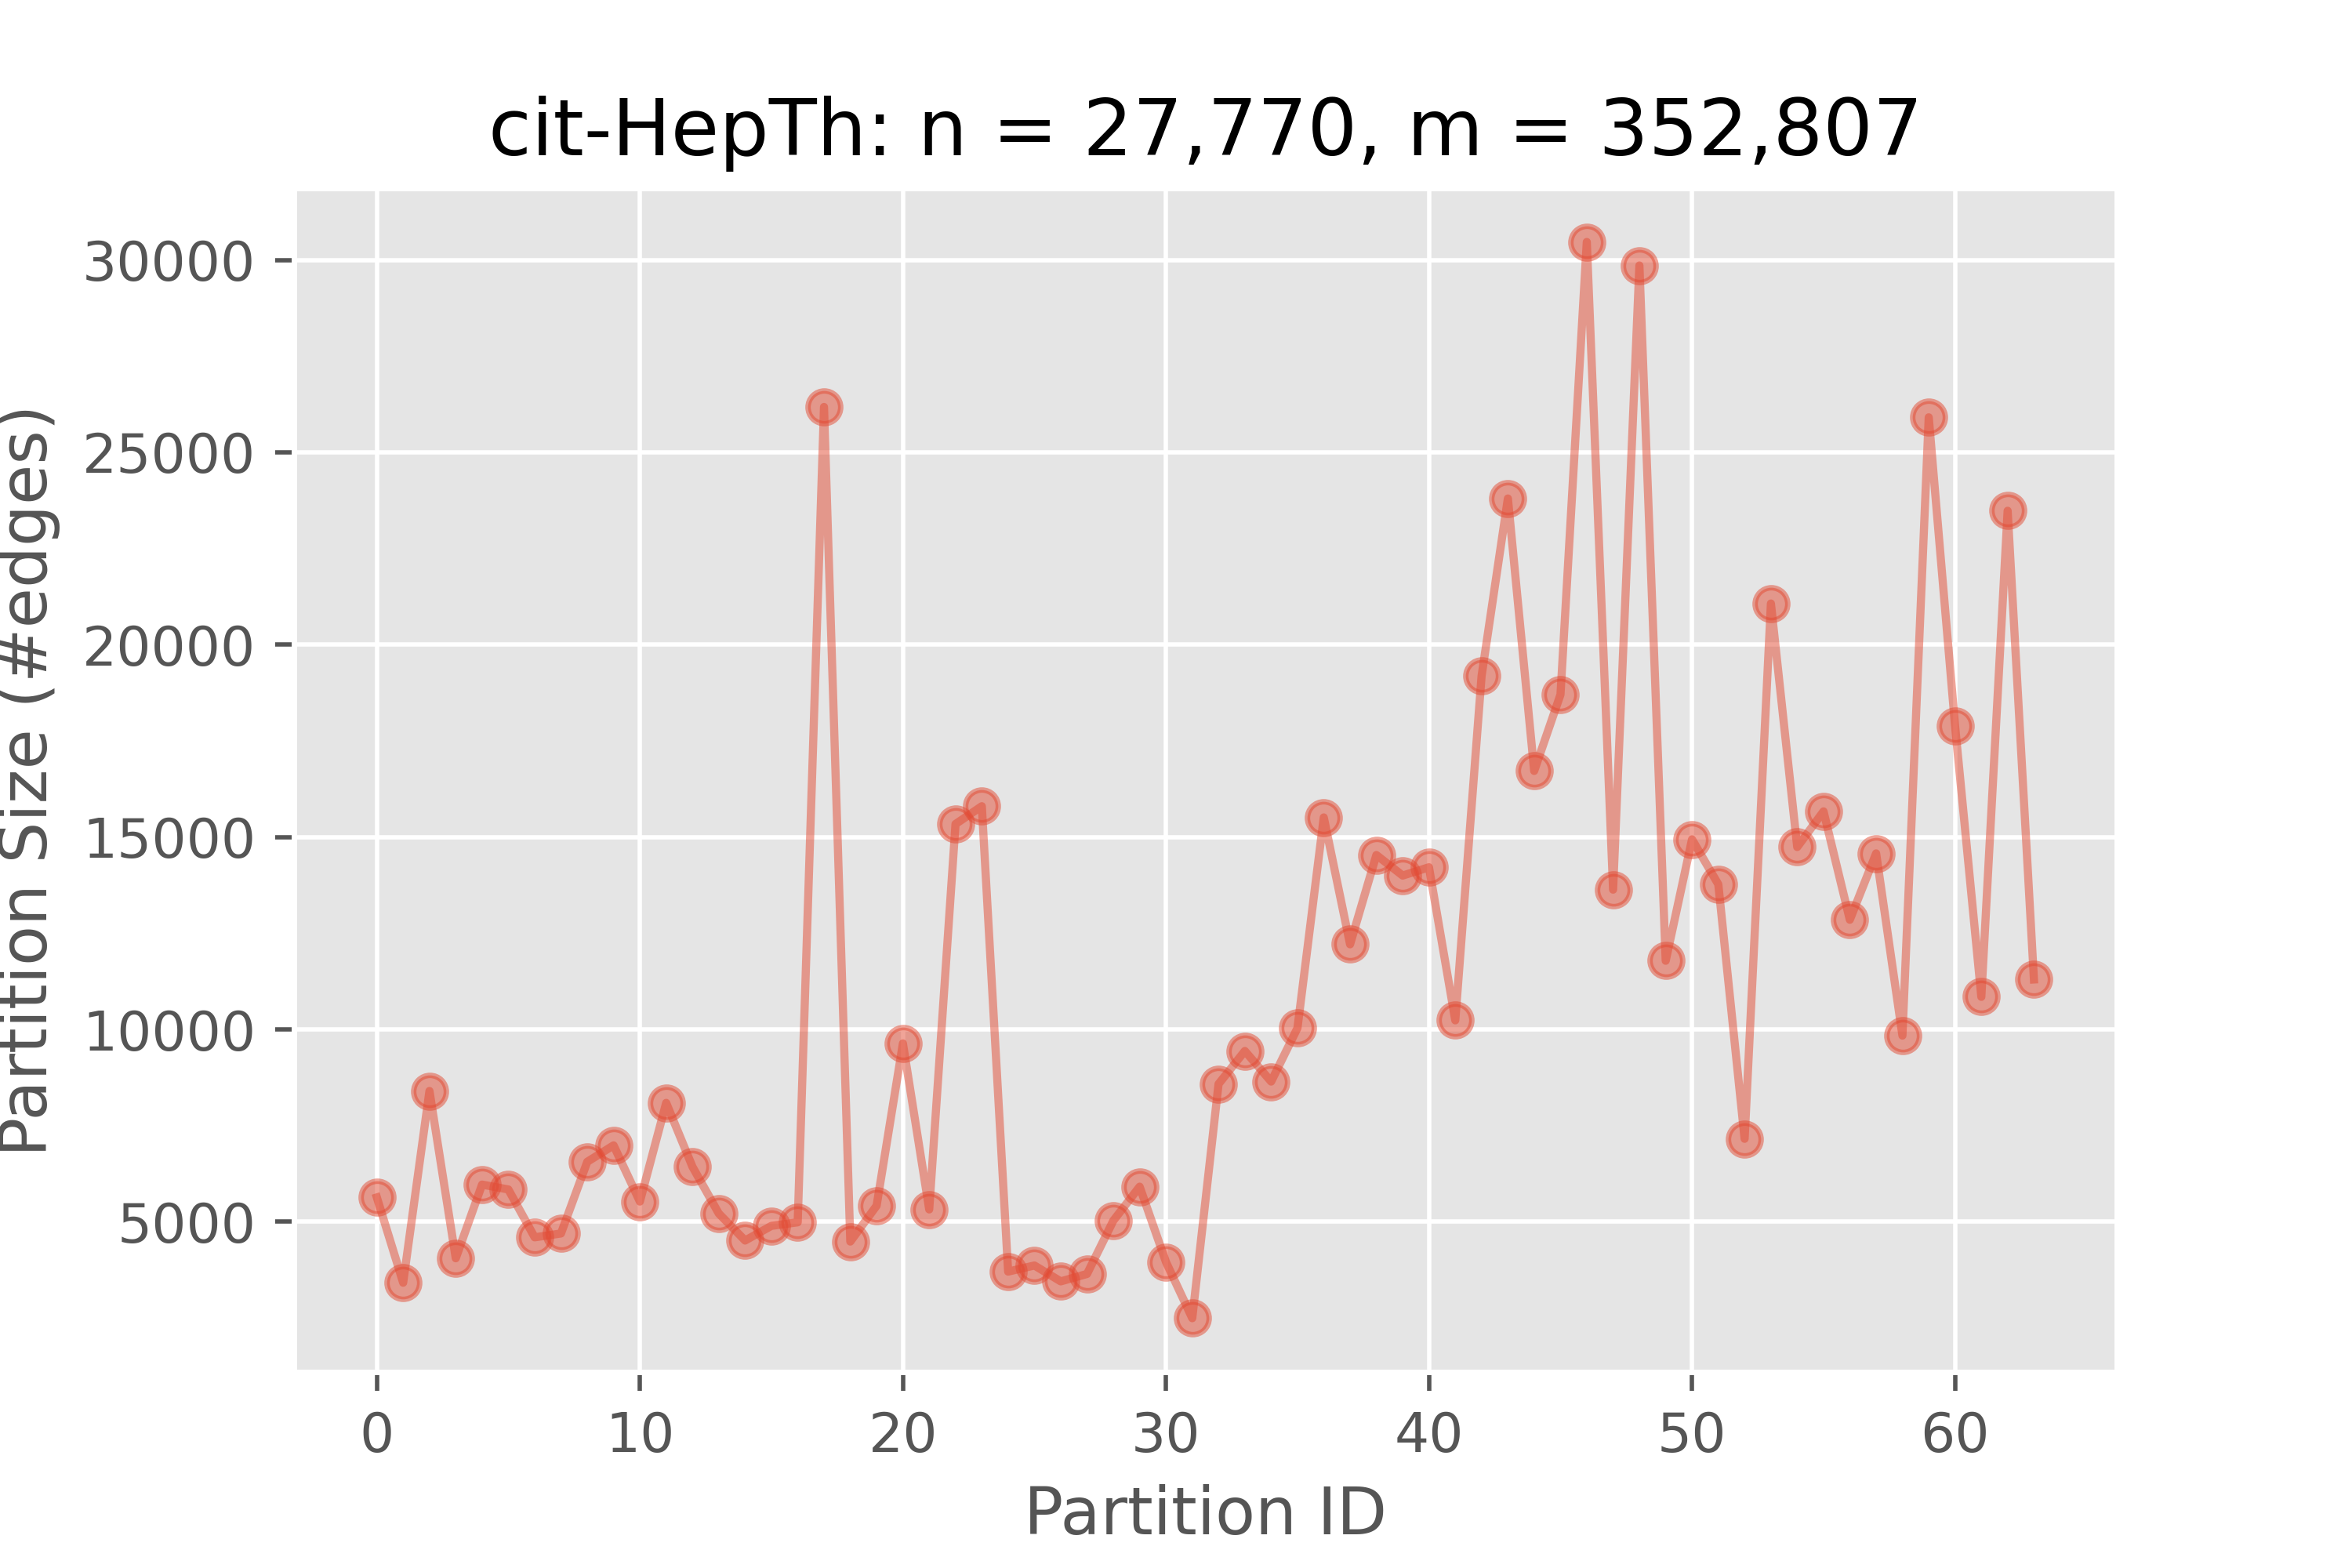 cit-HepTh: n = 27,770, m = 352,807
Partition Size (#edges)
30000
25000
20000
15000
10000
5000
0 10 20 30 40 50 60
Partition ID